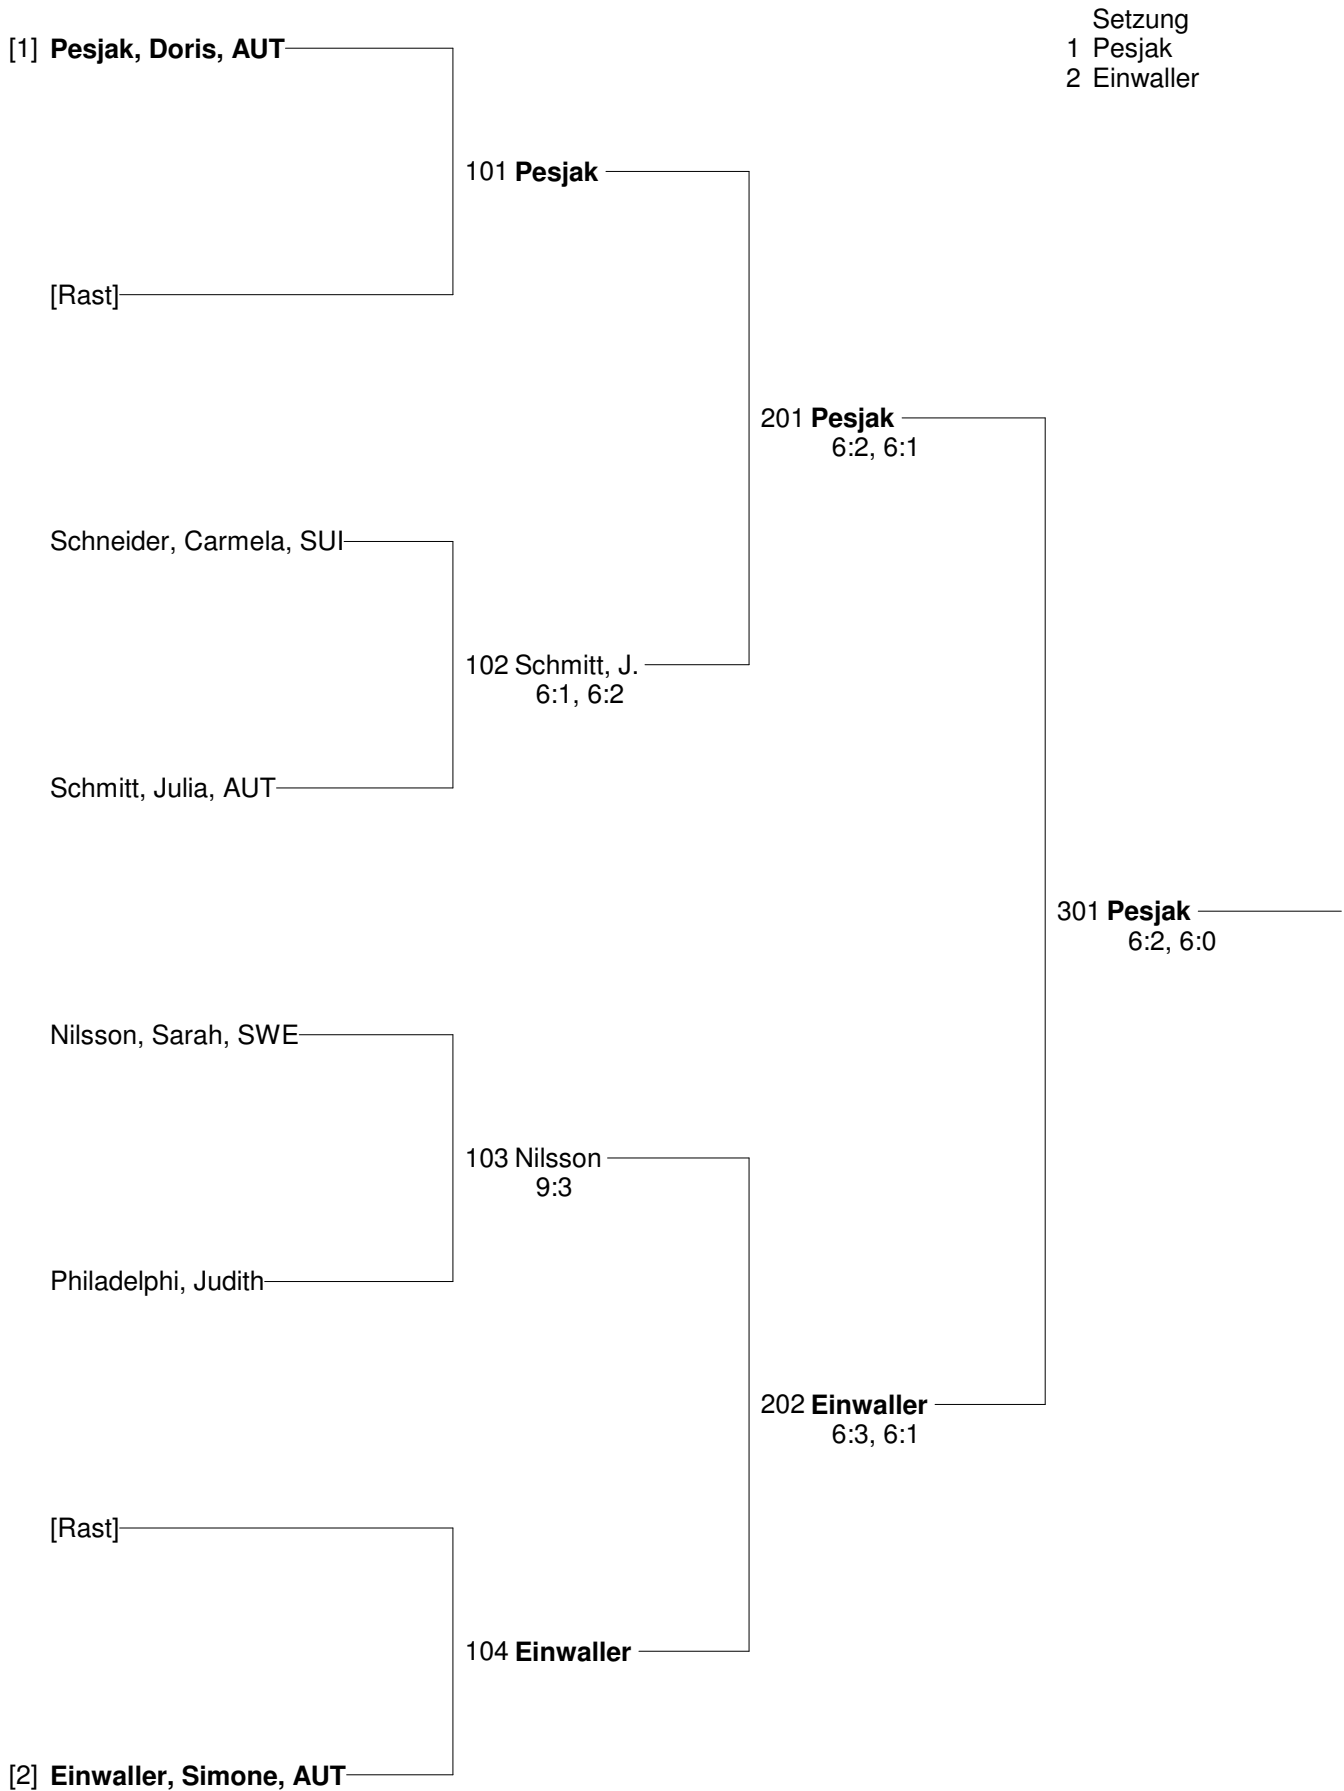 Setzung
1 Pesjak
2 Einwaller
[1] Pesjak, Doris, AUT
101 Pesjak
[Rast]
201 Pesjak
6:2, 6:1
Schneider, Carmela, SUI
102 Schmitt, J.
6:1, 6:2
Schmitt, Julia, AUT
301 Pesjak
6:2, 6:0
Nilsson, Sarah, SWE
103 Nilsson
9:3
Philadelphi, Judith
202 Einwaller
6:3, 6:1
[Rast]
104 Einwaller
[2] Einwaller, Simone, AUT